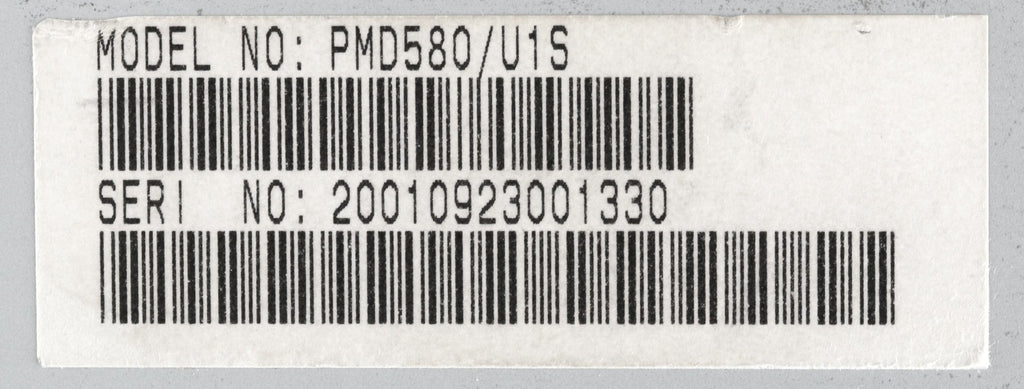 MODEL NO: PMD580/U1S
SERI NO: 20010923001330